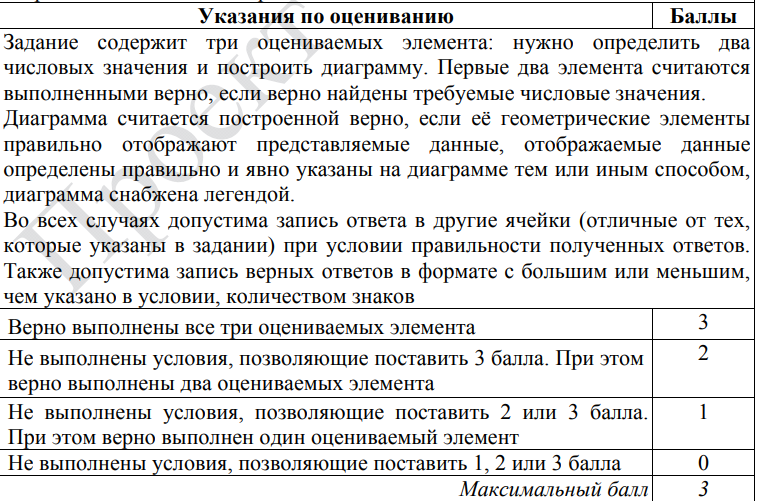 Указания по оцениванию Баллы
Задание содержит три оцениваемых элемента: нужно определить два
числовых значения и построить диаграмму. Первые два элемента считаются
выполненными верно, если верно найдены требуемые числовые значения.
Диаграмма считается построенной верно, если её геометрические элементы
правильно отображают представляемые данные, отображаемые данные
определены правильно и явно указаны на диаграмме тем или иным способом,
диаграмма снабжена легендой.
Во всех случаях допустима запись ответа в другие ячейки (отличные от тех,
которые указаны в задании) при условии правильности полученных ответов.
Также допустима запись верных ответов в формате с большим или меньшим,
чем указано в условии, количеством знаков
Верно выполнены все три оцениваемых элемента 3
Не выполнены условия, позволяющие поставить 3 балла. При этом 2
верно выполнены два оцениваемых элемента
Не выполнены условия, позволяющие поставить 2 или 3 балла. 1
При этом верно выполнен один оцениваемый элемент
Не выполнены условия, позволяющие поставить 1, 2 или 3 балла 0
Максимальный балл 3
Проект